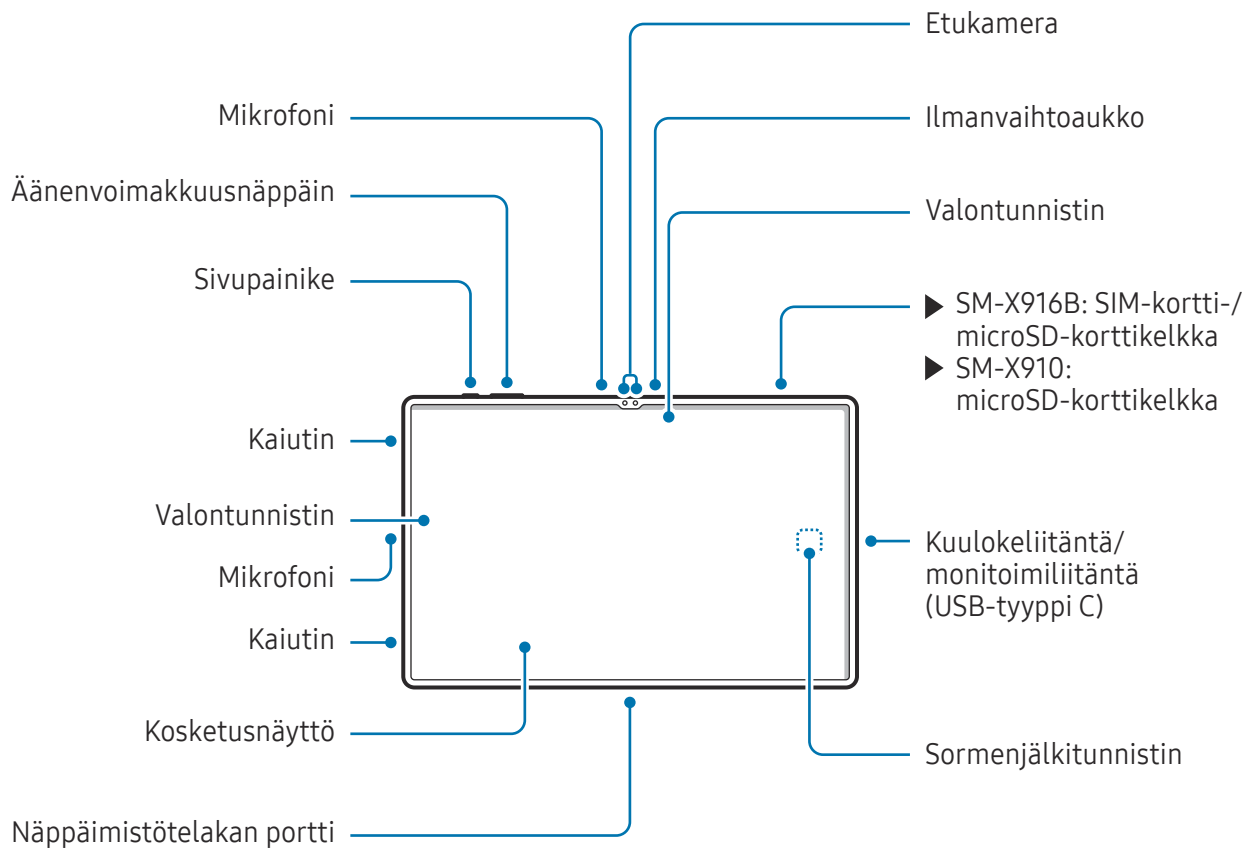 Etukamera
Mikrofoni
Ilmanvaihtoaukko
Äänenvoimakkuusnäppäin
Valontunnistin
Sivupainike
▶ SM-X916B: SIM-kortti-/
microSD-korttikelkka
▶ SM-X910:
microSD-korttikelkka
Kaiutin
Valontunnistin
Mikrofoni
Kaiutin
Kuulokeliitäntä/
monitoimiliitäntä
(USB-tyyppi C)
Kosketusnäyttö
Sormenjälkitunnistin
Näppäimistötelakan portti